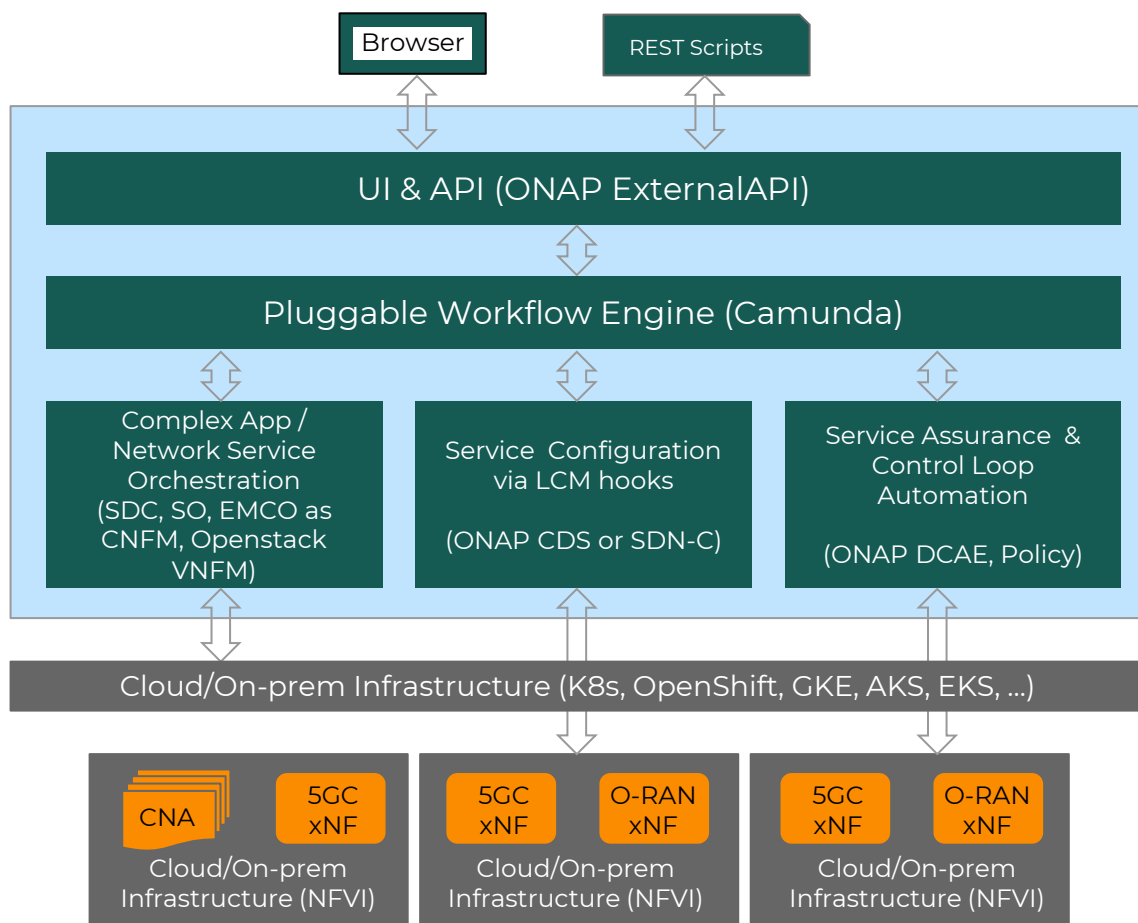 Browser
REST Scripts
UI & API (ONAP ExternalAPI)
Pluggable Workflow Engine (Camunda)
Complex App /
Network Service
Orchestration
(SDC, SO, EMCO as
CNFM, Openstack
VNFM)
Service Configuration
via LCM hooks
(ONAP CDS or SDN-C)
Service Assurance &
Control Loop
Automation
(ONAP DCAE, Policy)
Cloud/On-prem Infrastructure (K8s, OpenShift, GKE, AKS, EKS, ...)
CNA
5GC
xNF
Cloud/On-prem
Infrastructure (NFVI)
5GC
xNF
O-RAN
xNF
Cloud/On-prem
Infrastructure (NFVI)
5GC
xNF
O-RAN
xNF
Cloud/On-prem
Infrastructure (NFVI)